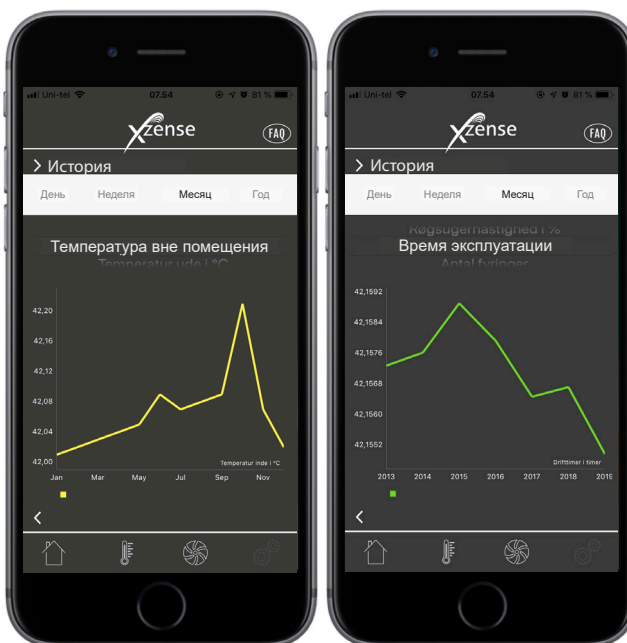 Uni-tel 07.54 81 %
xzense
FAQ
> История
День Неделя Месяц Год
Температура вне помещения
Temperatur ude i °C
42,20
42,16
42,12
42,08
42,04
42,00
Temperatur inde i °C
Jan Mar May Jul Sep Nov
<
Uni-tel 07.54 81 %
xzense
FAQ
> История
День Неделя Месяц Год
Røgsugerhastighed i %
Время эксплуатации
Antal fyringer
42,1592
42,1584
42,1576
42,1568
42,1560
42,1552
Drifttimer i timer
2013 2014 2015 2016 2017 2018 2019
<